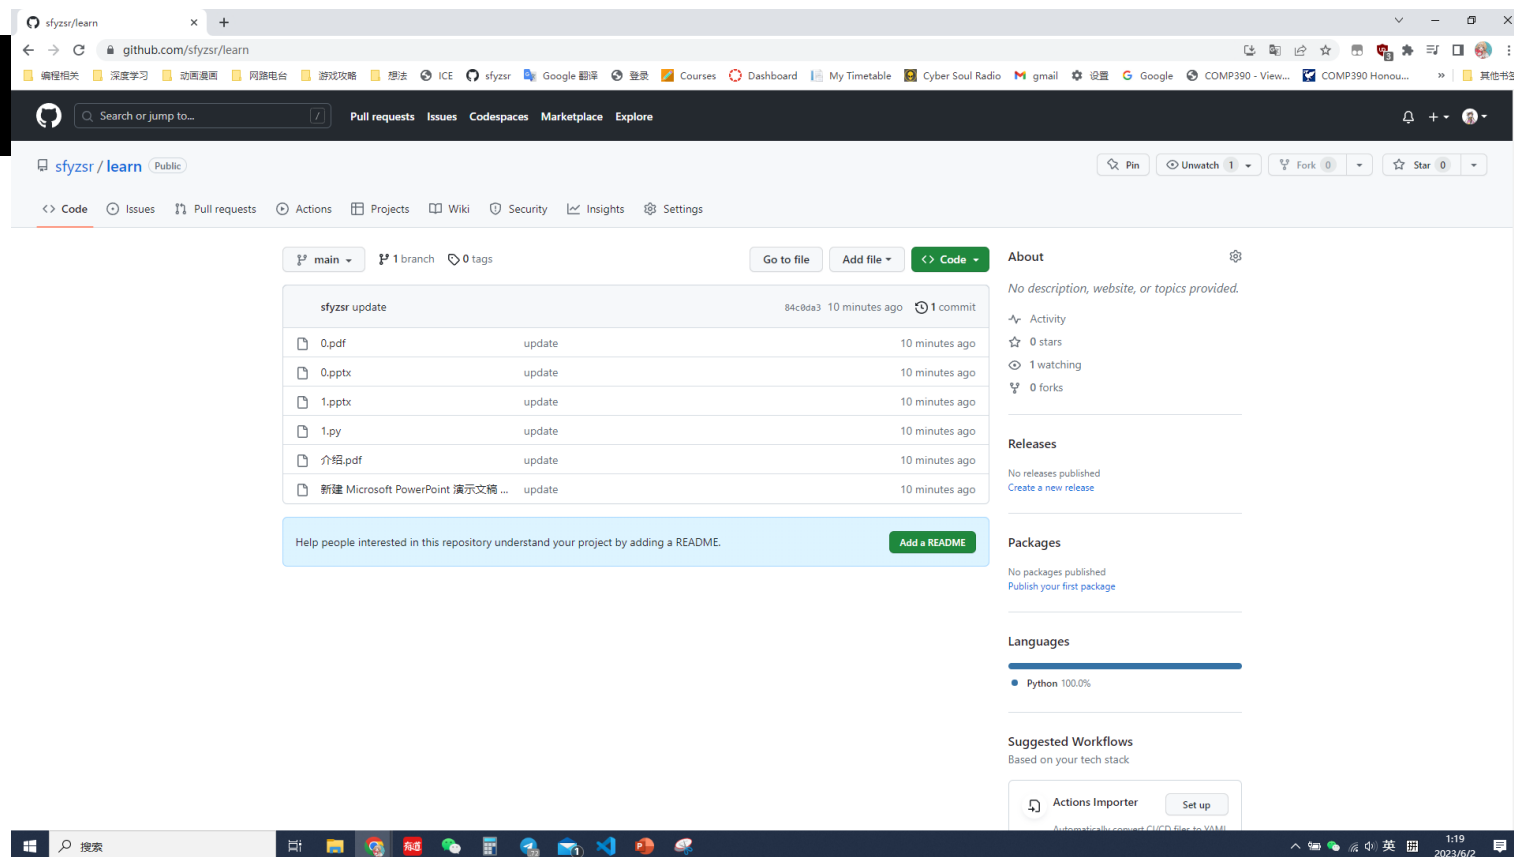 sfyzsr/learn
github.com/sfyzsr/learn
编程相关 深度学习 动画漫画 网路电台 游戏攻略 想法 ICE sfyzsr Google 翻译 登录 Courses Dashboard My Timetable Cyber Soul Radio gmail 设置 Google COMP390 - View... COMP390 Honou... » 其他书签
Search or jump to... / Pull requests Issues Codespaces Marketplace Explore
sfyzsr / learn Public Pin Unwatch 1 Fork 0 Star 0
Code Issues Pull requests Actions Projects Wiki Security Insights Settings
main 1 branch 0 tags Go to file Add file Code
sfyzsr update 84c0da3 10 minutes ago 1 commit
0.pdf update 10 minutes ago
0.pptx update 10 minutes ago
1.pptx update 10 minutes ago
1.py update 10 minutes ago
介绍.pdf update 10 minutes ago
新建 Microsoft PowerPoint 演示文稿 ... update 10 minutes ago
Help people interested in this repository understand your project by adding a README. Add a README
About
No description, website, or topics provided.
Activity
0 stars
1 watching
0 forks
Releases
No releases published
Create a new release
Packages
No packages published
Publish your first package
Languages
Python 100.0%
Suggested Workflows
Based on your tech stack
Actions Importer Set up
Automatically convert CI/CD files to YAML
搜索 英 1:19
2023/6/2